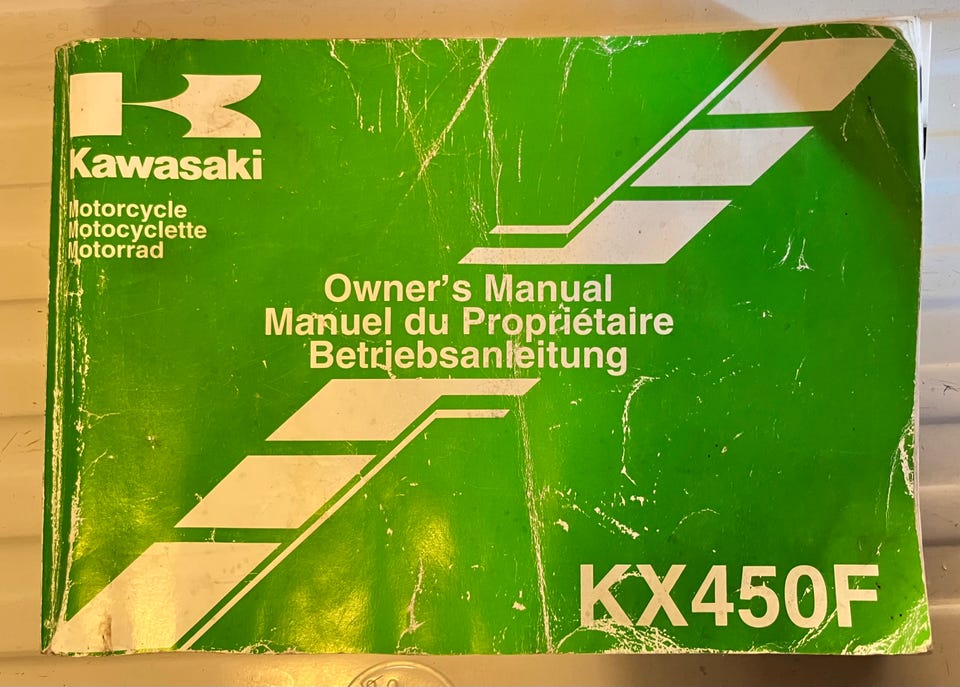 Kawasaki
Motorcycle
Motocyclette
Motorrad
Owner's Manual
Manuel du Propriétaire
Betriebsanleitung
KX450F